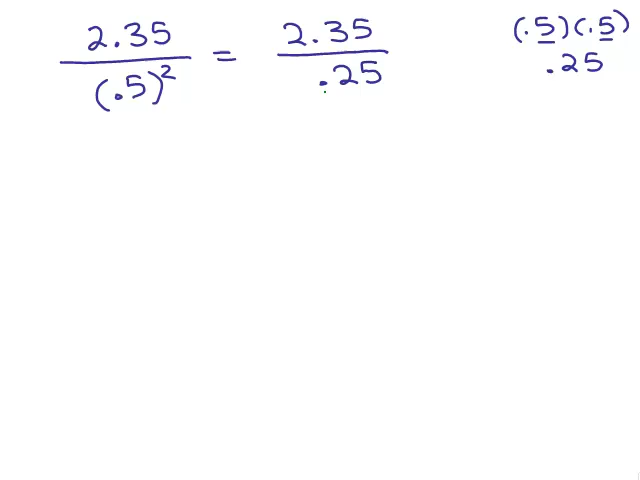 2.35 / (.5)² = 2.35 / .25
(.5)(.5)
.25